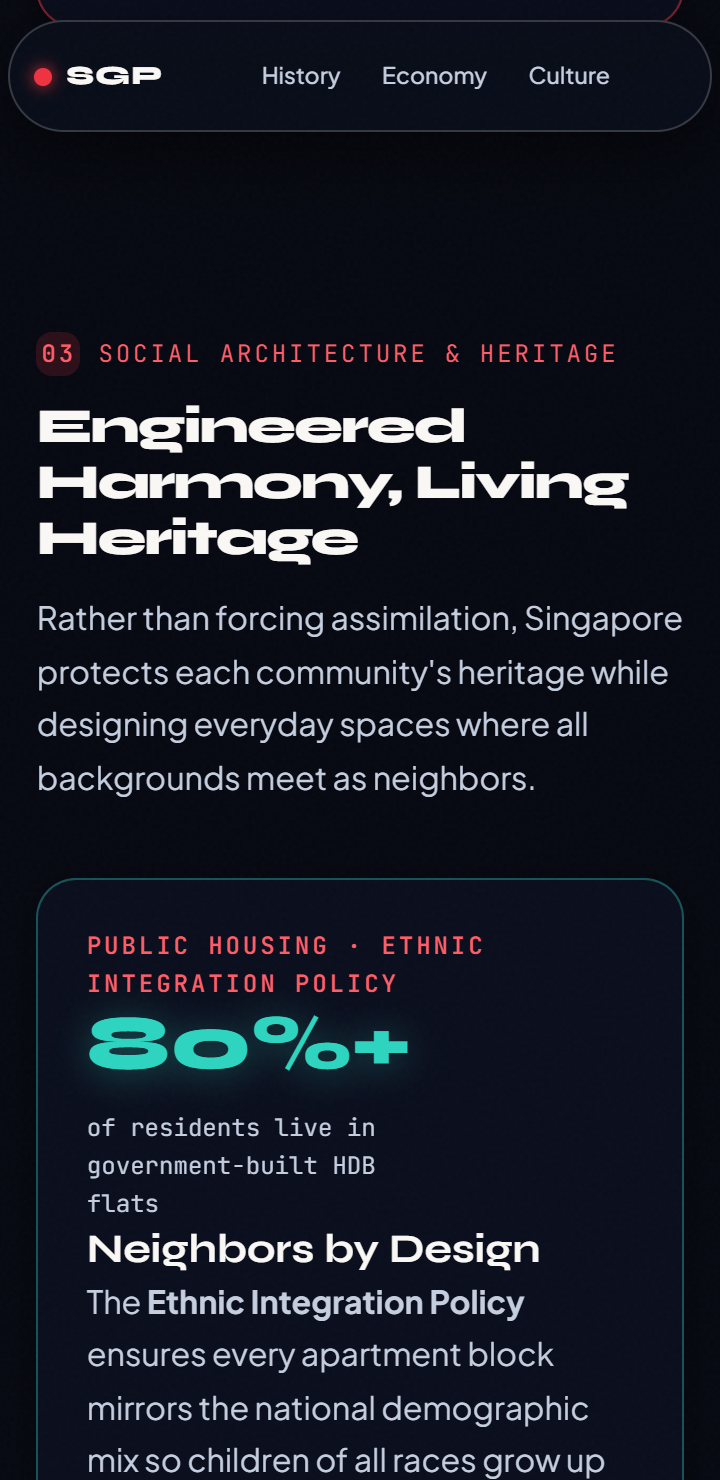 SGP
History
Economy
Culture
03 SOCIAL ARCHITECTURE & HERITAGE
Engineered
Harmony, Living
Heritage
Rather than forcing assimilation, Singapore
protects each community's heritage while
designing everyday spaces where all
backgrounds meet as neighbors.
PUBLIC HOUSING · ETHNIC
INTEGRATION POLICY
80%+
of residents live in
government-built HDB
flats
Neighbors by Design
The Ethnic Integration Policy
ensures every apartment block
mirrors the national demographic
mix so children of all races grow up